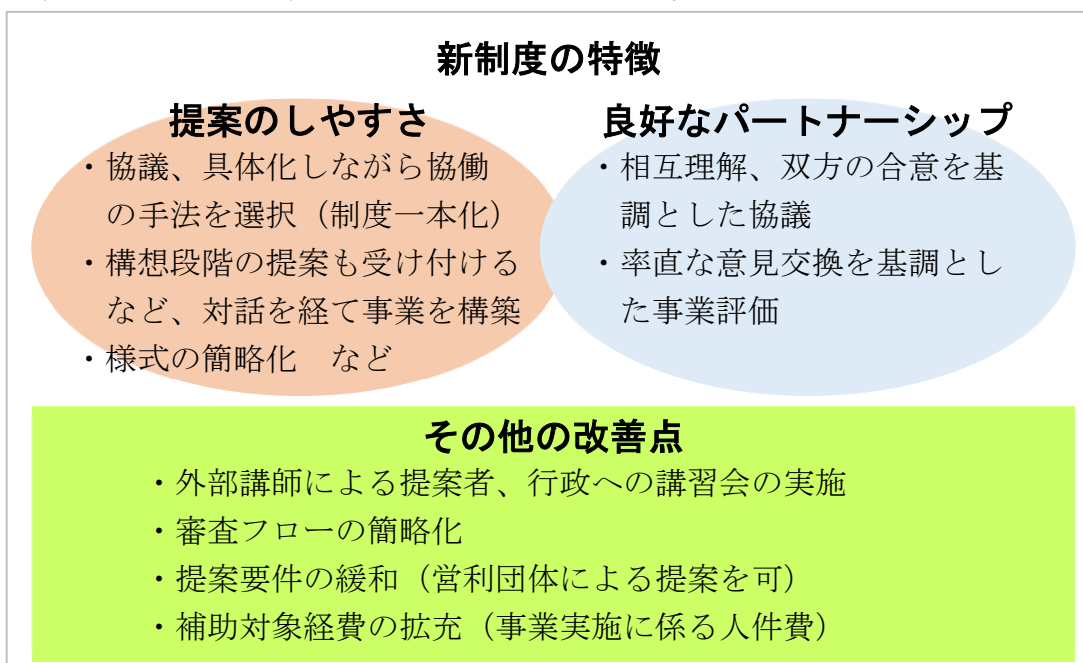 新制度の特徴
提案のしやすさ
・協議、具体化しながら協働
の手法を選択（制度一本化）
・構想段階の提案も受け付ける
など、対話を経て事業を構築
・様式の簡略化　など
良好なパートナーシップ
・相互理解、双方の合意を基
調とした協議
・率直な意見交換を基調とし
た事業評価
その他の改善点
・外部講師による提案者、行政への講習会の実施
・審査フローの簡略化
・提案要件の緩和（営利団体による提案を可）
・補助対象経費の拡充（事業実施に係る人件費）